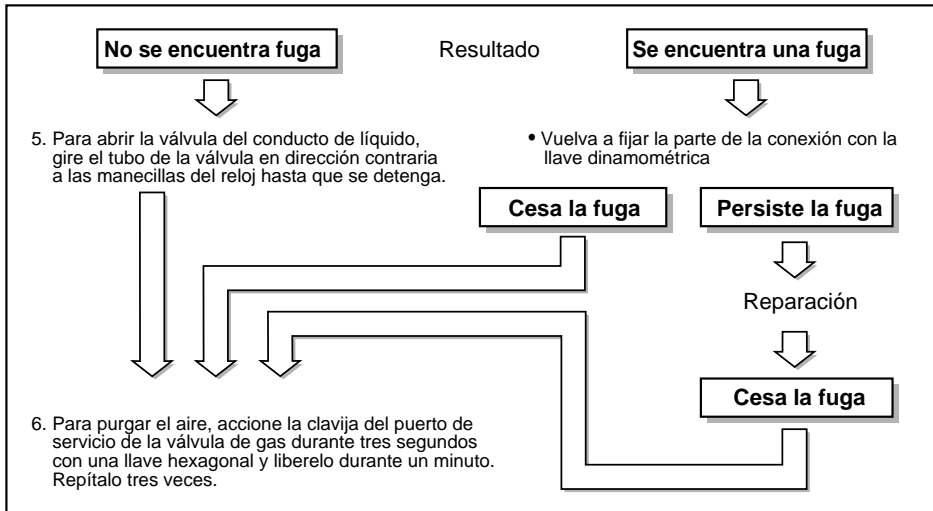 No se encuentra fuga
Resultado
Se encuentra una fuga
5. Para abrir la válvula del conducto de líquido,
gire el tubo de la válvula en dirección contraria
a las manecillas del reloj hasta que se detenga.
• Vuelva a fijar la parte de la conexión con la
llave dinamométrica
Cesa la fuga
Persiste la fuga
Reparación
Cesa la fuga
6. Para purgar el aire, accione la clavija del puerto de
servicio de la válvula de gas durante tres segundos
con una llave hexagonal y liberelo durante un minuto.
Repítalo tres veces.